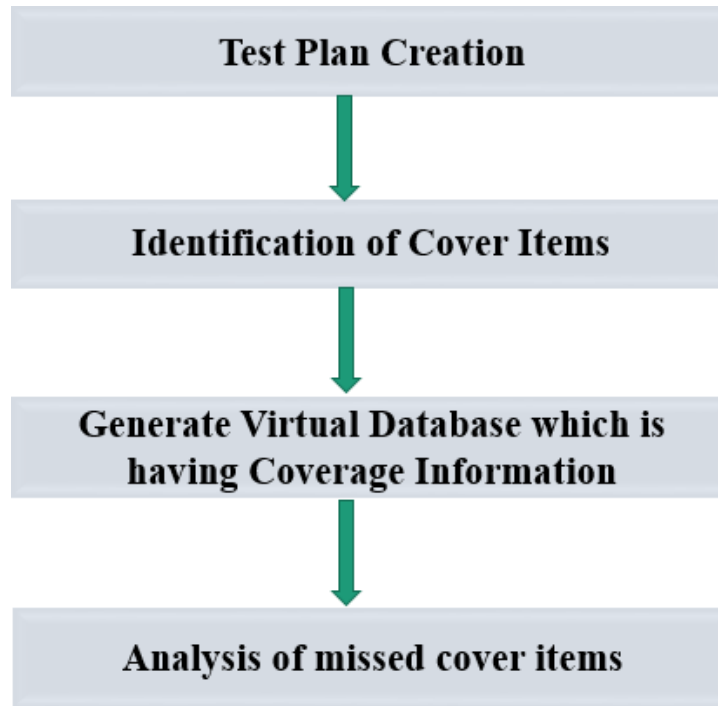 Test Plan Creation
Identification of Cover Items
Generate Virtual Database which is
having Coverage Information
Analysis of missed cover items